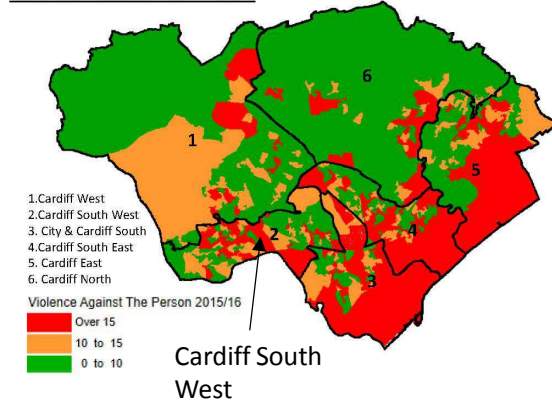 6
1
5
1.Cardiff West
2.Cardiff South West
3. City & Cardiff South
4.Cardiff South East
5. Cardiff East
6. Cardiff North
2
4
3
Violence Against The Person 2015/16
Over 15
10 to 15
0 to 10
Cardiff South
West